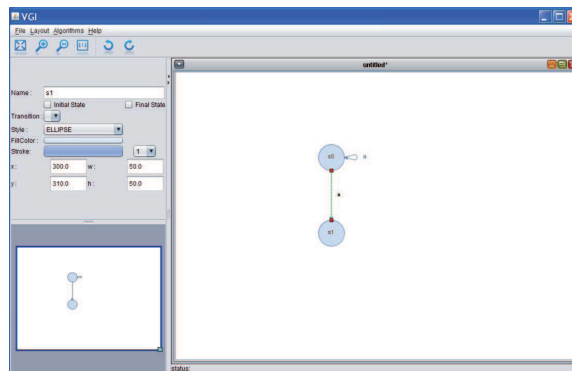 VGI
File Layout Algorithms Help
untitled*
Name : s1
Initial State Final State
Transition :
Style : ELLIPSE
FillColor :
Stroke: 1
x : 300.0 w : 50.0
y : 310.0 h : 50.0
s0
s1
status: